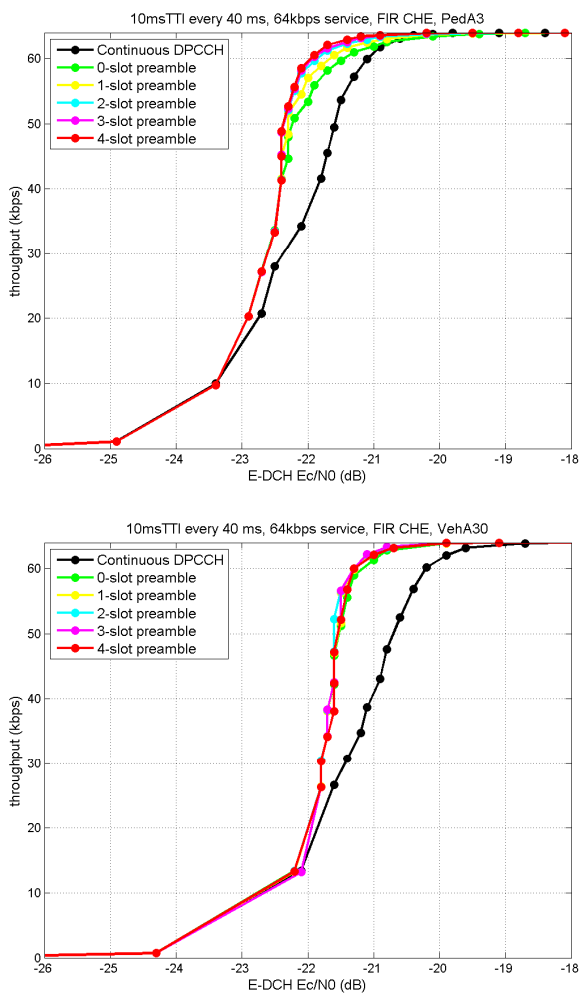 10msTTI every 40 ms, 64kbps service, FIR CHE, PedA3
Continuous DPCCH
0-slot preamble
1-slot preamble
2-slot preamble
3-slot preamble
4-slot preamble
throughput (kbps)
60
50
40
30
20
10
0
-26 -25 -24 -23 -22 -21 -20 -19 -18
E-DCH Ec/N0 (dB)
10msTTI every 40 ms, 64kbps service, FIR CHE, VehA30
Continuous DPCCH
0-slot preamble
1-slot preamble
2-slot preamble
3-slot preamble
4-slot preamble
throughput (kbps)
60
50
40
30
20
10
0
-26 -25 -24 -23 -22 -21 -20 -19 -18
E-DCH Ec/N0 (dB)